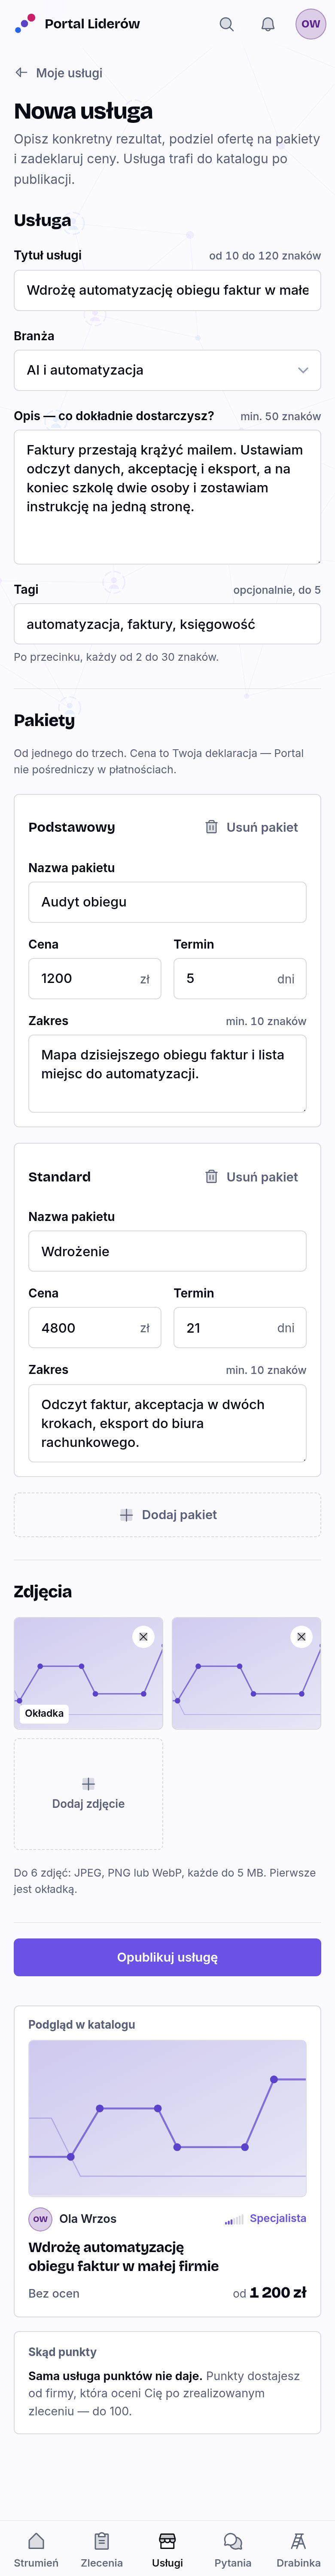 Portal Liderów
OW
Moje usługi
Nowa usługa
Opisz konkretny rezultat, podziel ofertę na pakiety
i zadeklaruj ceny. Usługa trafi do katalogu po
publikacji.
Usługa
Tytuł usługi od 10 do 120 znaków
Wdrożę automatyzację obiegu faktur w małe
Branża
AI i automatyzacja
Opis — co dokładnie dostarczysz? min. 50 znaków
Faktury przestają krążyć mailem. Ustawiam
odczyt danych, akceptację i eksport, a na
koniec szkolę dwie osoby i zostawiam
instrukcję na jedną stronę.
Tagi opcjonalnie, do 5
automatyzacja, faktury, księgowość
Po przecinku, każdy od 2 do 30 znaków.
Pakiety
Od jednego do trzech. Cena to Twoja deklaracja — Portal
nie pośredniczy w płatnościach.
Podstawowy Usuń pakiet
Nazwa pakietu
Audyt obiegu
Cena Termin
1200 zł 5 dni
Zakres min. 10 znaków
Mapa dzisiejszego obiegu faktur i lista
miejsc do automatyzacji.
Standard Usuń pakiet
Nazwa pakietu
Wdrożenie
Cena Termin
4800 zł 21 dni
Zakres min. 10 znaków
Odczyt faktur, akceptacja w dwóch
krokach, eksport do biura
rachunkowego.
Dodaj pakiet
Zdjęcia
Okładka
Dodaj zdjęcie
Do 6 zdjęć: JPEG, PNG lub WebP, każde do 5 MB. Pierwsze
jest okładką.
Opublikuj usługę
Podgląd w katalogu
OW Ola Wrzos Specjalista
Wdrożę automatyzację
obiegu faktur w małej firmie
Bez ocen od 1 200 zł
Skąd punkty
Sama usługa punktów nie daje. Punkty dostajesz
od firmy, która oceni Cię po zrealizowanym
zleceniu — do 100.
Strumień Zlecenia Usługi Pytania Drabinka